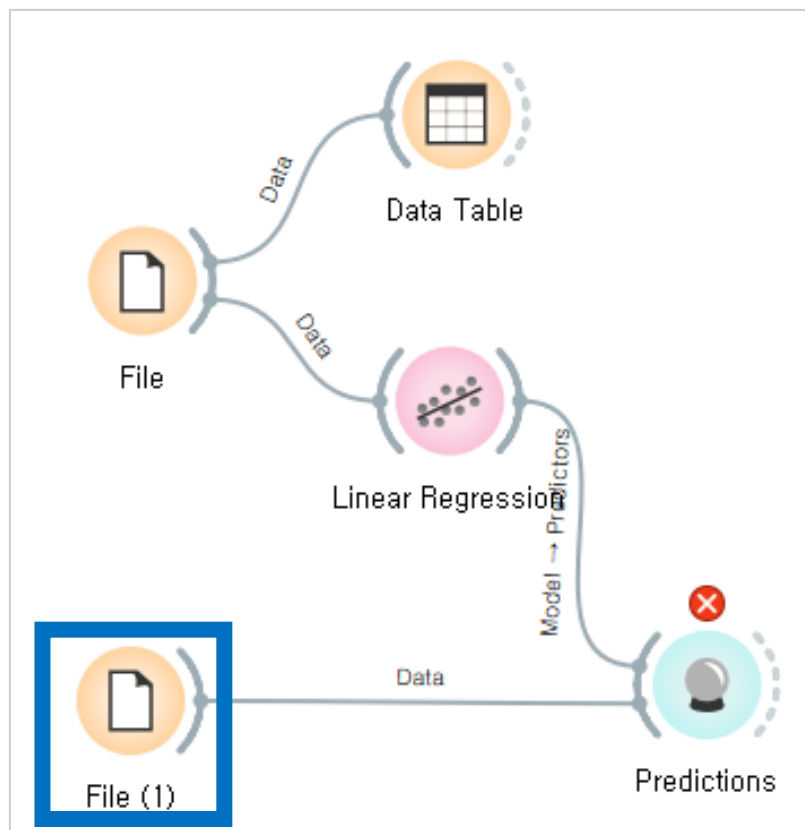 Data Table
Data
File
Data
Linear Regression
Model → Predictors
File (1)
Data
Predictions